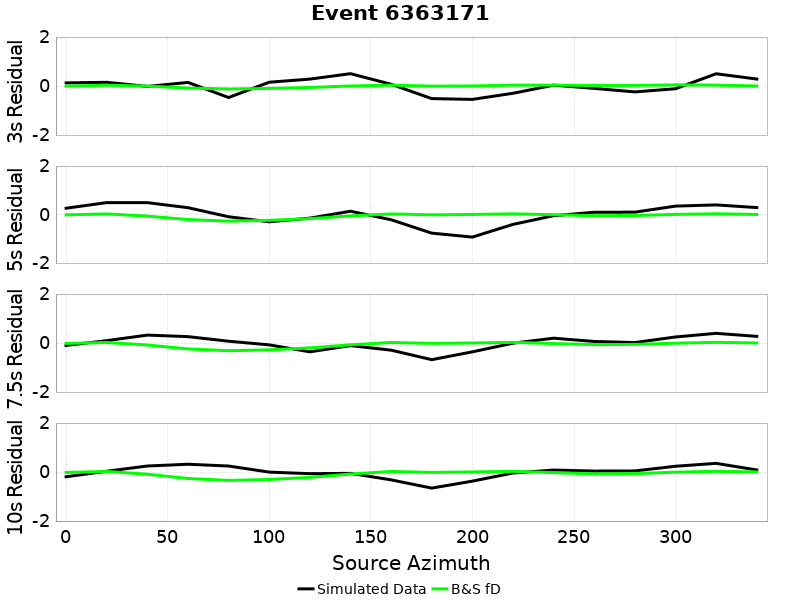 Event 6363171
3s Residual
2
0
-2
5s Residual
2
0
-2
7.5s Residual
2
0
-2
10s Residual
2
0
-2
0 50 100 150 200 250 300
Source Azimuth
Simulated Data B&S fD